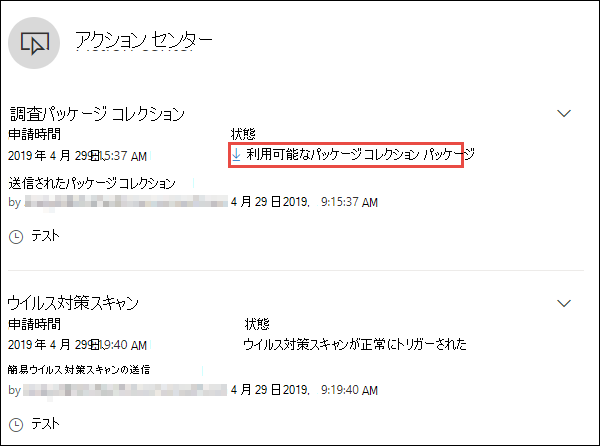 アクション センター
調査パッケージ コレクション
申請時間 状態
2019 年 4 月 29日、15:37 AM 利用可能なパッケージ コレクション パッケージ
送信されたパッケージ コレクション
by 4 月 29 日2019, 9:15:37 AM
テスト
ウイルス対策スキャン
申請時間 状態
2019 年 4 月 29日、19:40 AM ウイルス対策スキャンが正常にトリガーされた
簡易ウイルス対策スキャンの送信
by 4 月 29 日2019, 9:19:40 AM
テスト